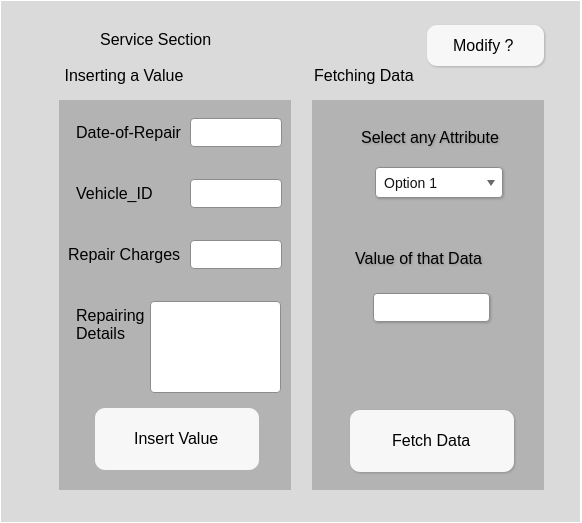 Service Section
Modify ?
Inserting a Value
Fetching Data
Date-of-Repair
Vehicle_ID
Repair Charges
Repairing
Details
Insert Value
Select any Attribute
Option 1
Value of that Data
Fetch Data